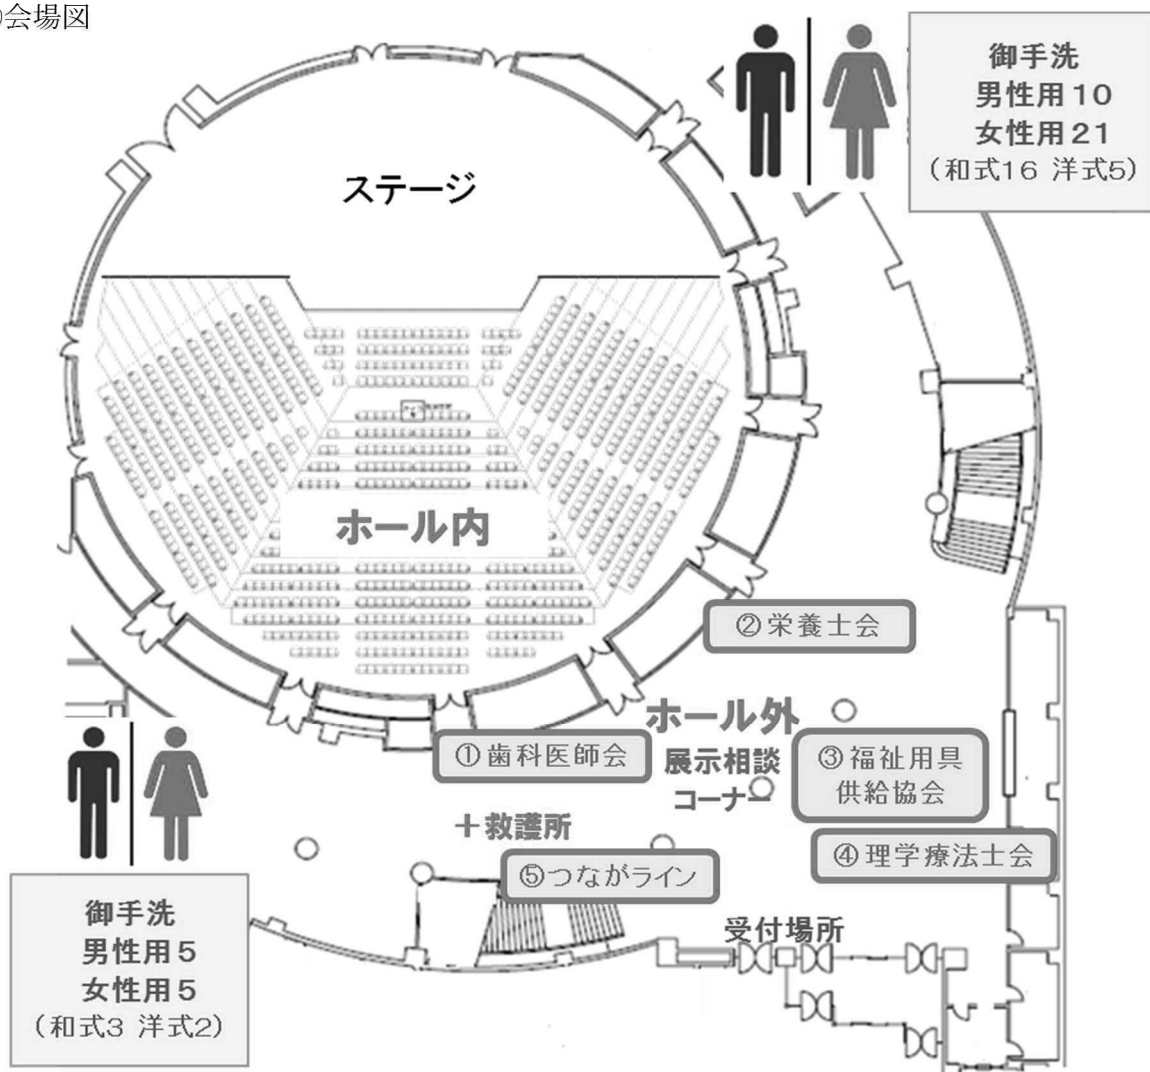 会場図
御手洗
男性用10
女性用21
（和式16 洋式5）
ステージ
ホール内
②栄養士会
ホール外
展示相談
コーナー
①歯科医師会
③福祉用具
供給協会
④理学療法士会
＋救護所
⑤つながライン
受付場所
御手洗
男性用5
女性用5
（和式3 洋式2）